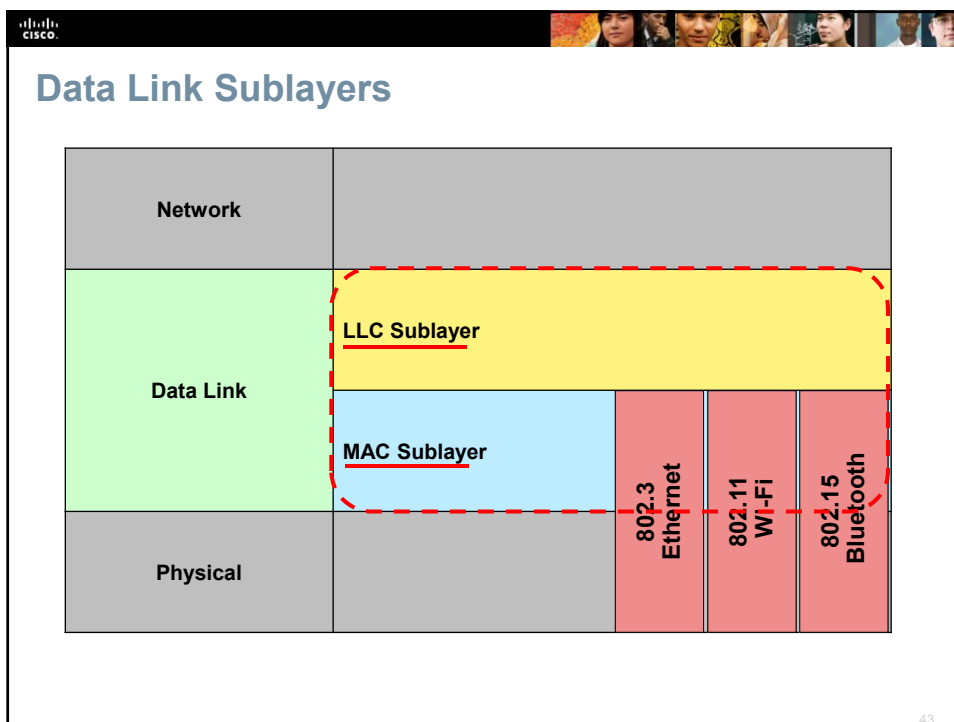 CISCO.
Data Link Sublayers
Network
LLC Sublayer
Data Link
MAC Sublayer
802.3
Ethernet
802.11
Wi-Fi
802.15
Bluetooth
Physical
43